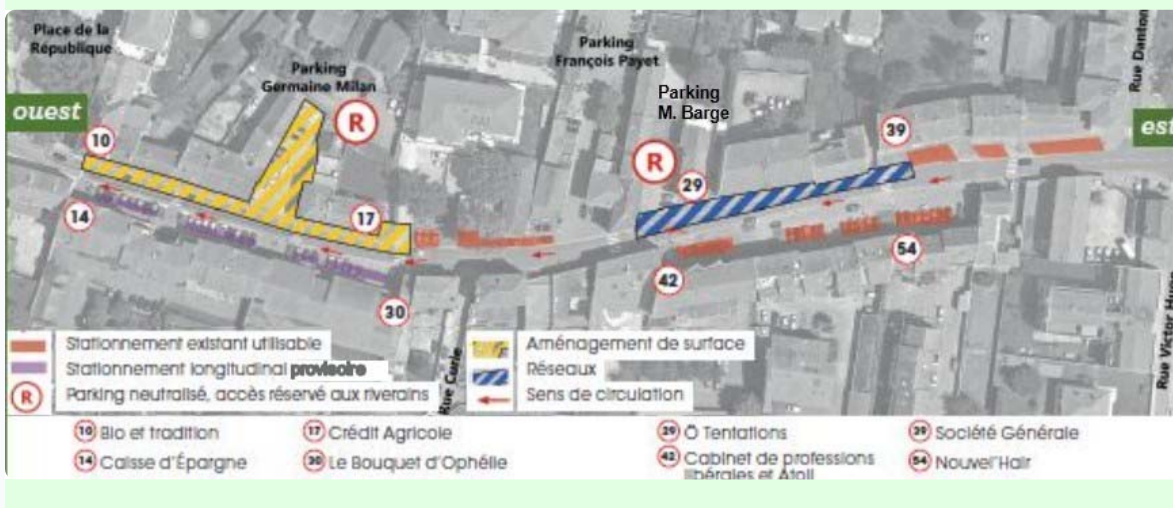 Place de la
République
Parking
Germaine Milan
Parking
François Payet
Parking
M. Barge
Rue Danton
ouest
est
R
R
10
14
17
30
29
42
39
54
Rue Curie
Rue Victor
Stationnement existant utilisable
Stationnement longitudinal provisoire
R Parking neutralisé, accès réservé aux riverains
Aménagement de surface
Réseaux
Sens de circulation
10 Bio et tradition
14 Caisse d'Épargne
17 Crédit Agricole
30 Le Bouquet d'Ophélie
29 Ô Tentations
42 Cabinet de professions
libérales et Atoll
39 Société Générale
54 Nouvel'Hair